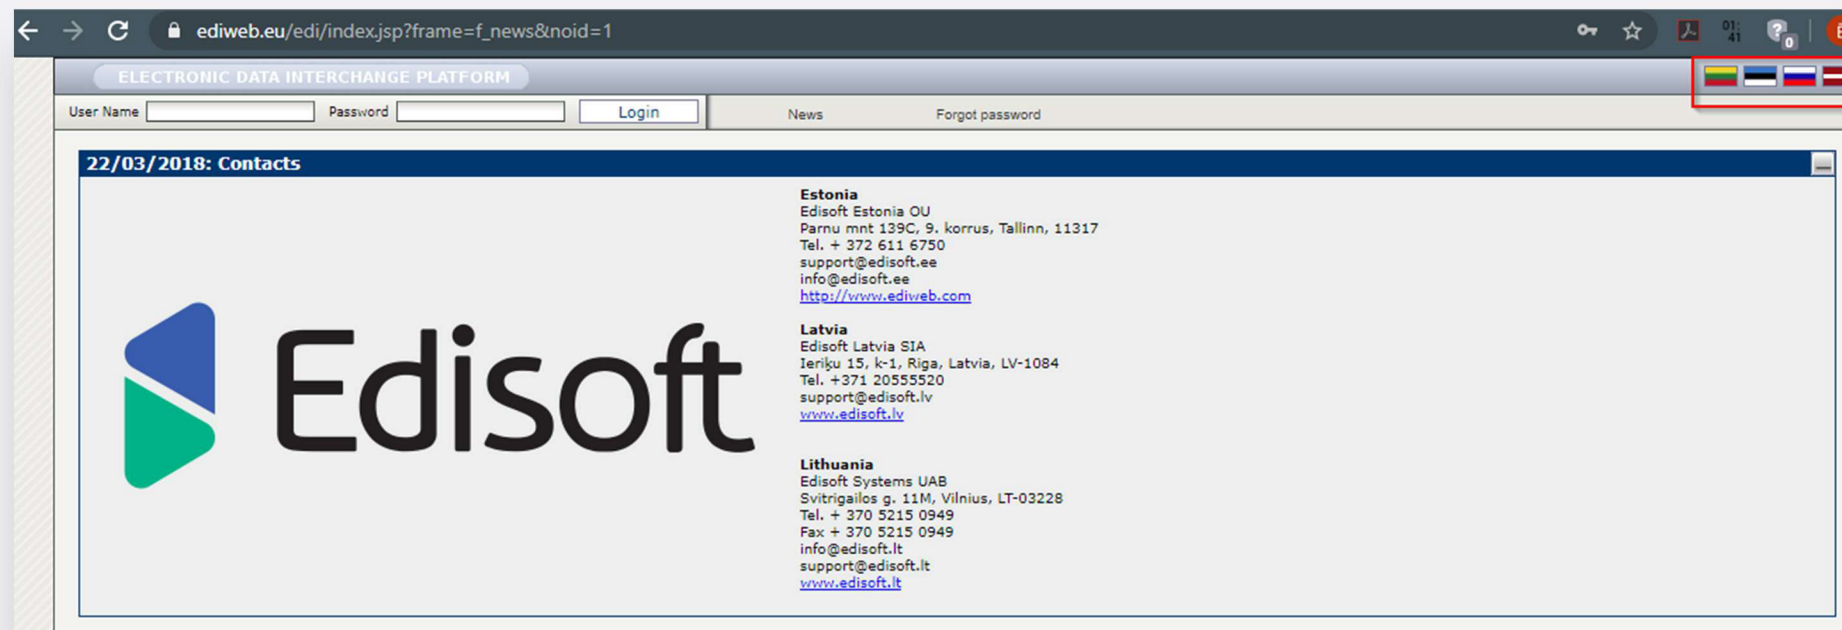 ediweb.eu/edi/index.jsp?frame=f_news&noid=1
01:
41
0
ELECTRONIC DATA INTERCHANGE PLATFORM
User Name Password Login News Forgot password
22/03/2018: Contacts
Edisoft
Estonia
Edisoft Estonia OU
Parnu mnt 139C, 9. korrus, Tallinn, 11317
Tel. + 372 611 6750
support@edisoft.ee
info@edisoft.ee
http://www.ediweb.com
Latvia
Edisoft Latvia SIA
Ieriķu 15, k-1, Riga, Latvia, LV-1084
Tel. +371 20555520
support@edisoft.lv
www.edisoft.lv
Lithuania
Edisoft Systems UAB
Svitrigailos g. 11M, Vilnius, LT-03228
Tel. + 370 5215 0949
Fax + 370 5215 0949
info@edisoft.lt
support@edisoft.lt
www.edisoft.lt